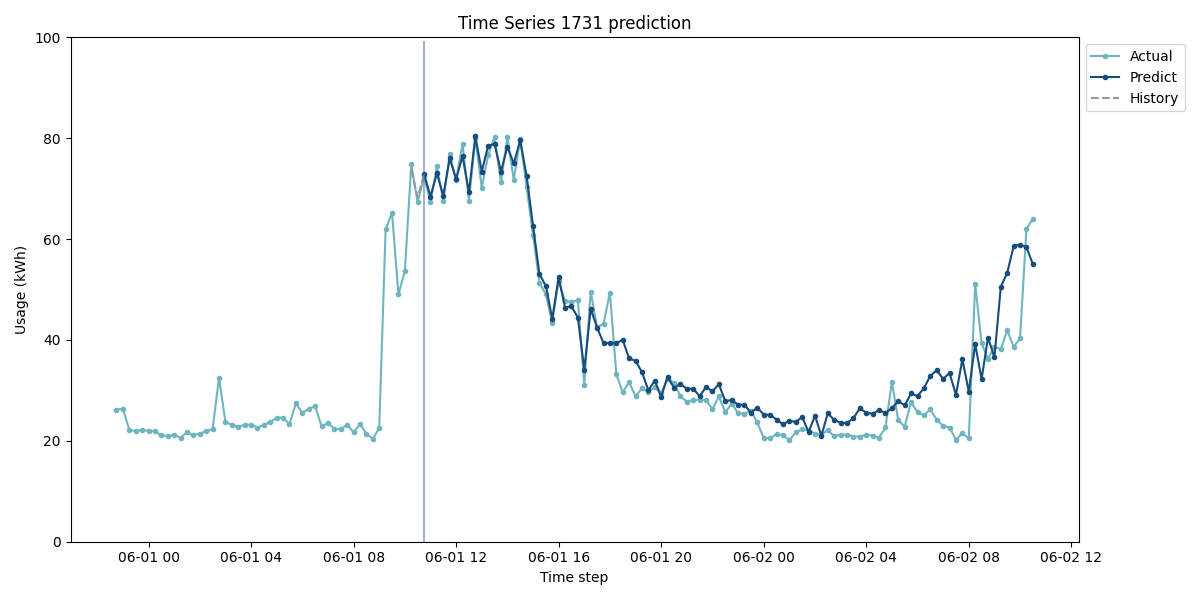 Time Series 1731 prediction
100
80
60
40
20
0
Usage (kWh)
06-01 00 06-01 04 06-01 08 06-01 12 06-01 16 06-01 20 06-02 00 06-02 04 06-02 08 06-02 12
Time step
Actual
Predict
History